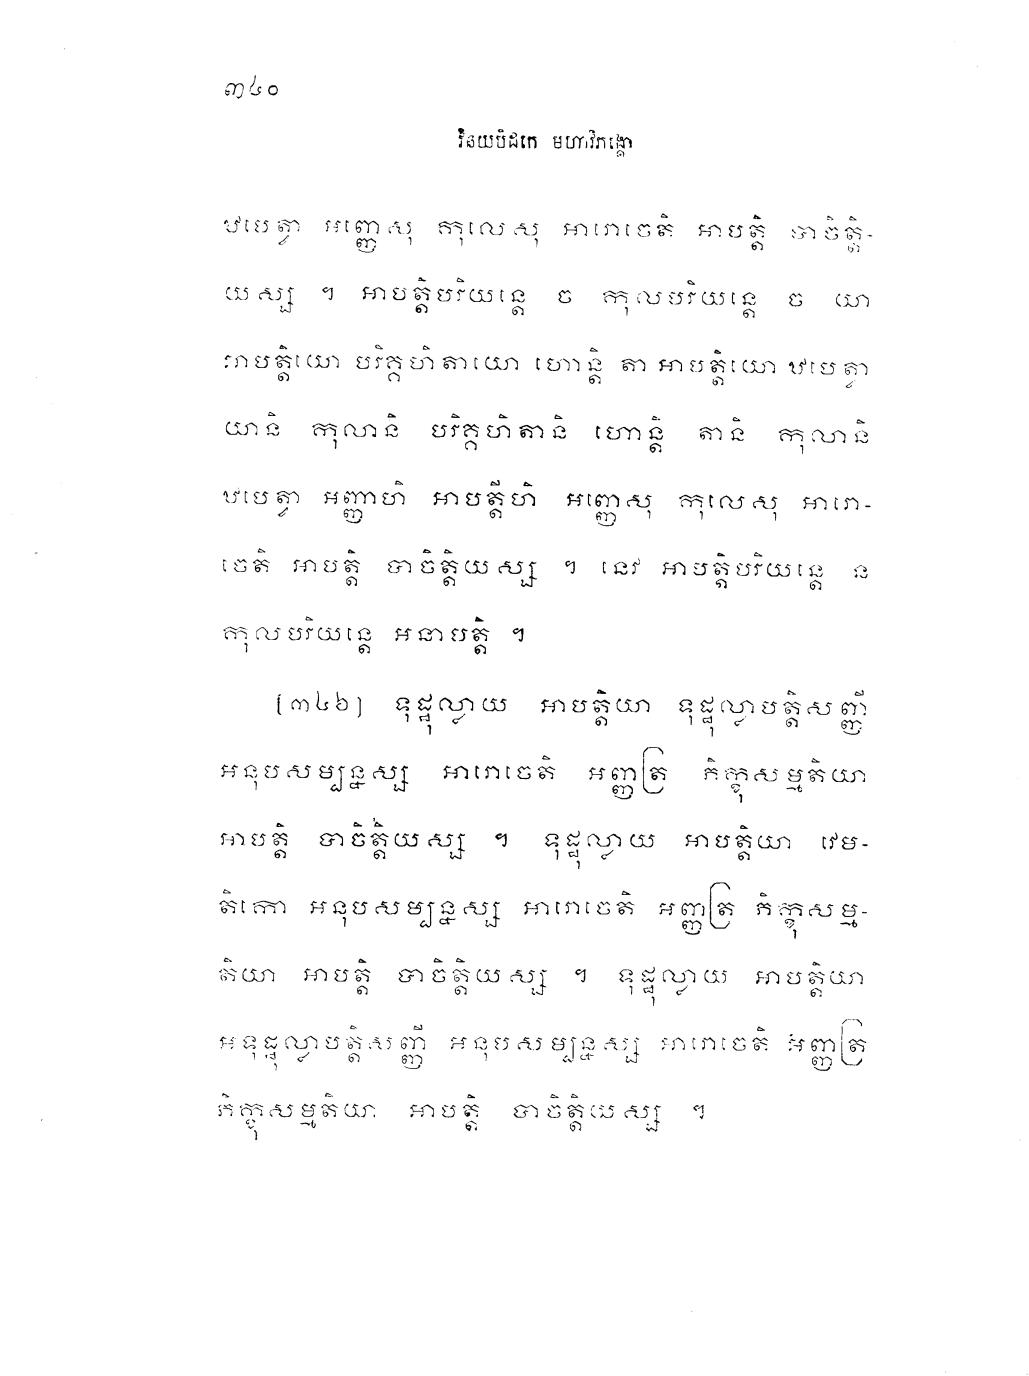 ៣៤០
វិនយបិដកេ មហាវិភង្គោ
ឋបេត្វា អញ្ញេសុ កុលេសុ អារោចេតិ អាបត្តិ បាចិត្តិ-
យស្ស ។ អាបត្តិបរិយន្តេ ច កុលបរិយន្តេ ច យា
អាបត្តិយោ បរិគ្គហិតាយោ ហោន្តិ តា អាបត្តិយោ ឋបេត្វា
យានិ កុលានិ បរិគ្គហិតានិ ហោន្តិ តានិ កុលានិ
ឋបេត្វា អញ្ញាហិ អាបត្តីហិ អញ្ញេសុ កុលេសុ អារោ-
ចេតិ អាបត្តិ បាចិត្តិយស្ស ។ នេវ អាបត្តិបរិយន្តេ ន
កុលបរិយន្តេ អនាបត្តិ ។
[៣៤៦] ទុដ្ឋុល្លាយ អាបត្តិយា ទុដ្ឋុល្លាបត្តិសញ្ញី
អនុបសម្បន្នស្ស អារោចេតិ អញ្ញត្រ ភិក្ខុសម្មតិយា
អាបត្តិ បាចិត្តិយស្ស ។ ទុដ្ឋុល្លាយ អាបត្តិយា វេម-
តិកោ អនុបសម្បន្នស្ស អារោចេតិ អញ្ញត្រ ភិក្ខុសម្ម-
តិយា អាបត្តិ បាចិត្តិយស្ស ។ ទុដ្ឋុល្លាយ អាបត្តិយា
អទុដ្ឋុល្លាបត្តិសញ្ញី អនុបសម្បន្នស្ស អារោចេតិ អញ្ញត្រ
ភិក្ខុសម្មតិយា អាបត្តិ បាចិត្តិយស្ស ។